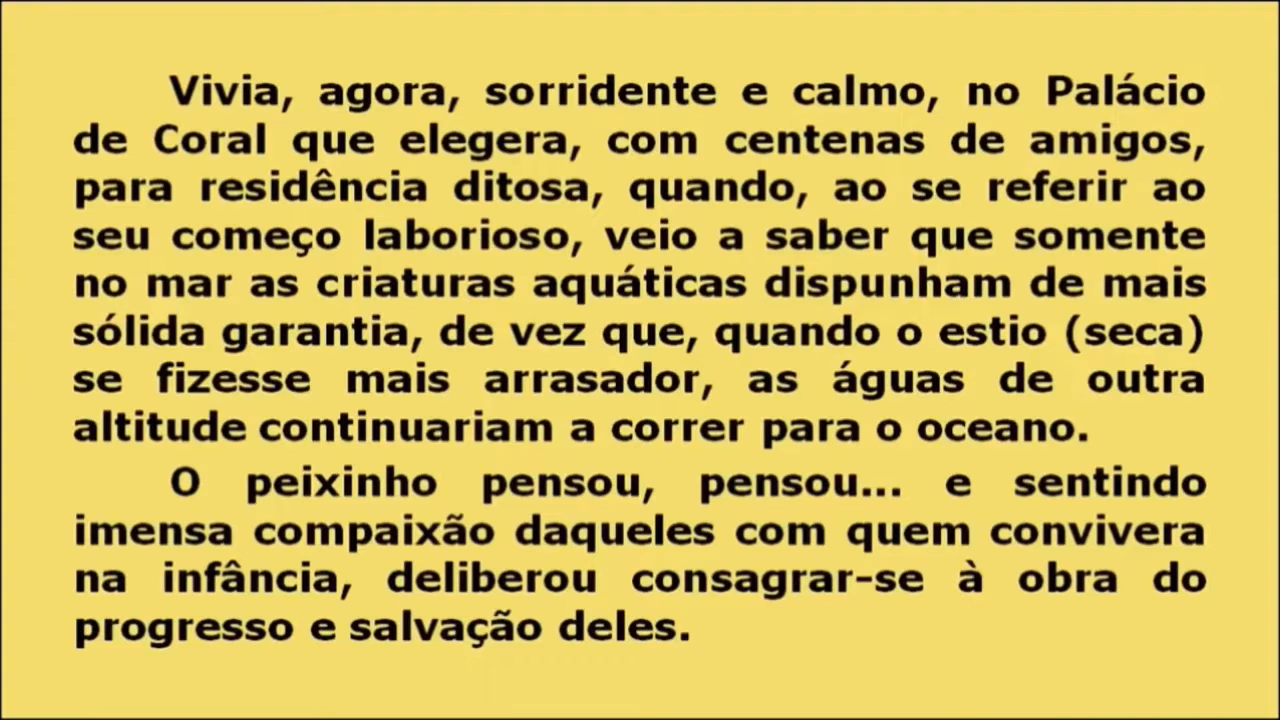 Vivia, agora, sorridente e calmo, no Palácio
de Coral que elegera, com centenas de amigos,
para residência ditosa, quando, ao se referir ao
seu começo laborioso, veio a saber que somente
no mar as criaturas aquáticas dispunham de mais
sólida garantia, de vez que, quando o estio (seca)
se fizesse mais arrasador, as águas de outra
altitude continuariam a correr para o oceano.
O peixinho pensou, pensou... e sentindo
imensa compaixão daqueles com quem convivera
na infância, deliberou consagrar-se à obra do
progresso e salvação deles.